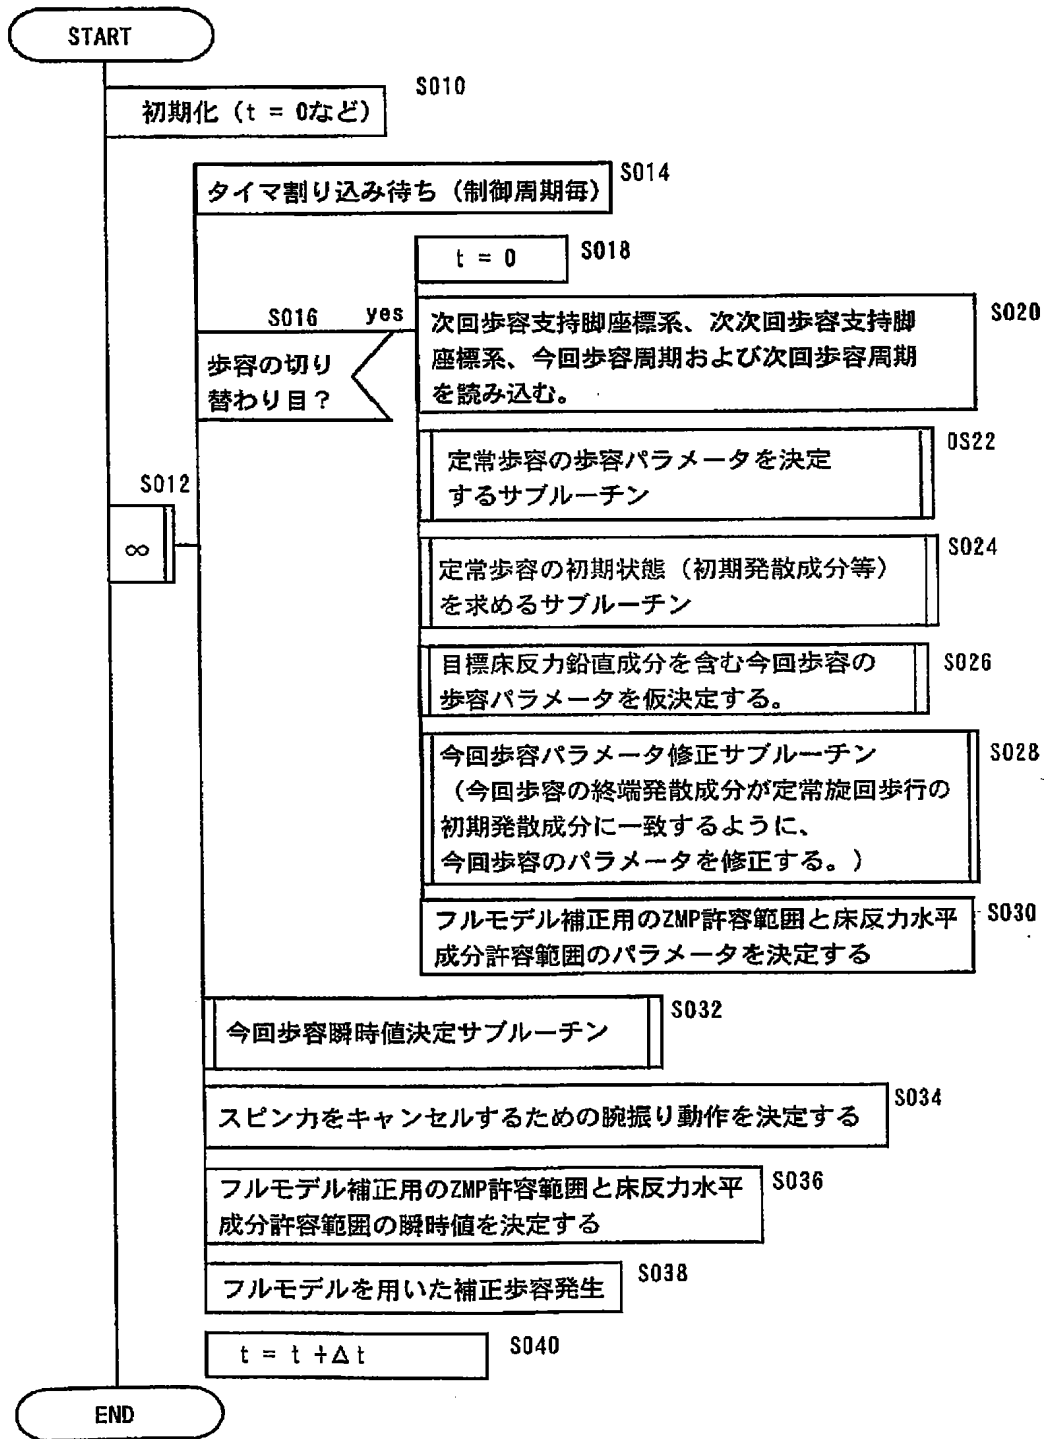 START
S010
初期化（t = 0など）
S014
タイマ割り込み待ち（制御周期毎）
S018
t = 0
S016
yes
歩容の切り
替わり目？
S020
次回歩容支持脚座標系、次次回歩容支持脚
座標系、今回歩容周期および次回歩容周期
を読み込む。
0S22
定常歩容の歩容パラメータを決定
するサブルーチン
S012
∞
S024
定常歩容の初期状態（初期発散成分等）
を求めるサブルーチン
S026
目標床反力鉛直成分を含む今回歩容の
歩容パラメータを仮決定する。
S028
今回歩容パラメータ修正サブルーチン
（今回歩容の終端発散成分が定常旋回歩行の
初期発散成分に一致するように、
今回歩容のパラメータを修正する。）
S030
フルモデル補正用のZMP許容範囲と床反力水平
成分許容範囲のパラメータを決定する
S032
今回歩容瞬時値決定サブルーチン
S034
スピン力をキャンセルするための腕振り動作を決定する
S036
フルモデル補正用のZMP許容範囲と床反力水平
成分許容範囲の瞬時値を決定する
S038
フルモデルを用いた補正歩容発生
S040
t = t +Δt
END